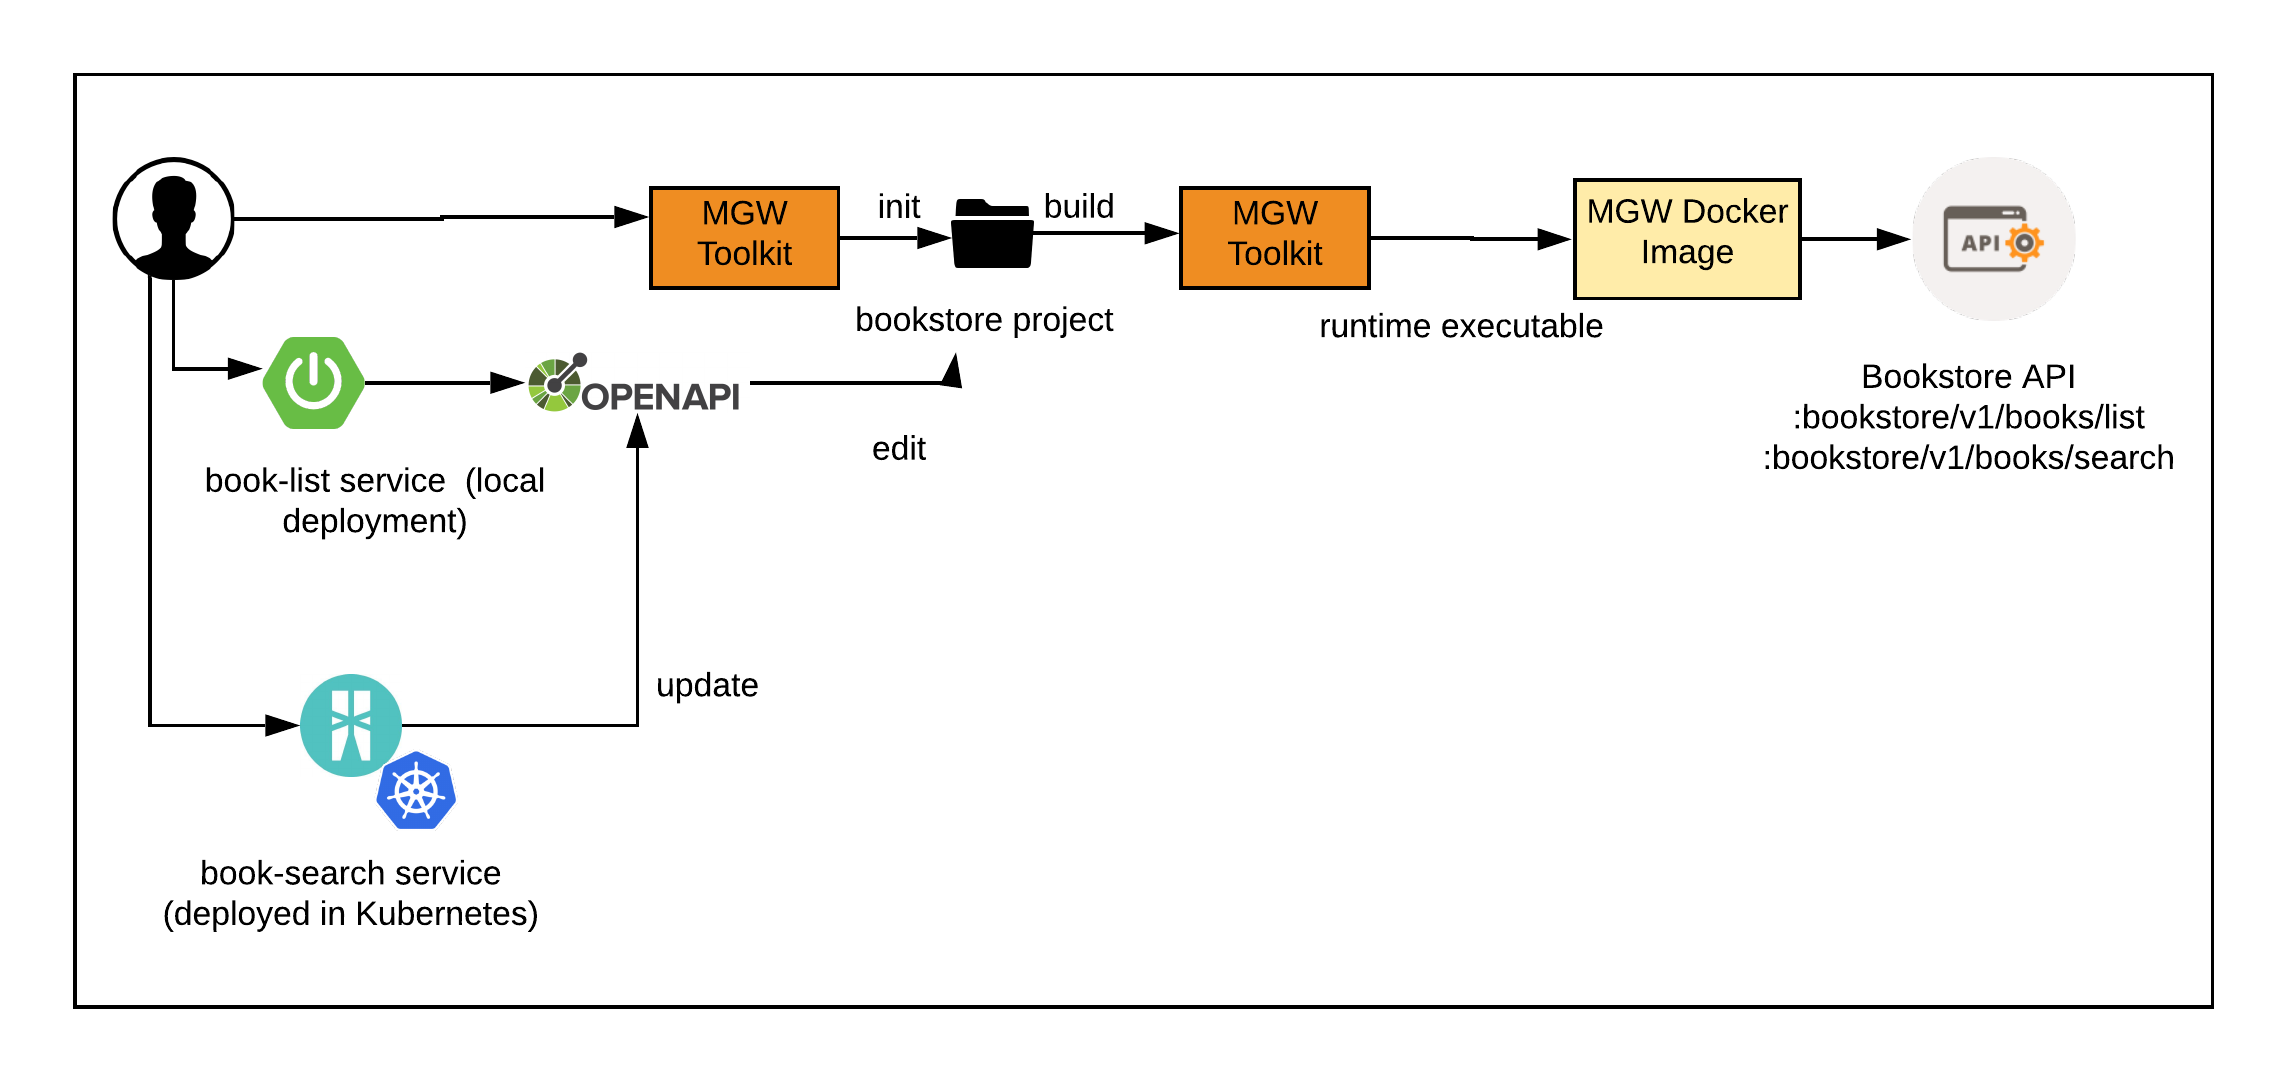 MGW
Toolkit
init
build
MGW
Toolkit
MGW Docker
Image
API
bookstore project
runtime executable
OPENAPI
edit
Bookstore API
:bookstore/v1/books/list
:bookstore/v1/books/search
book-list service  (local
deployment)
update
book-search service
(deployed in Kubernetes)